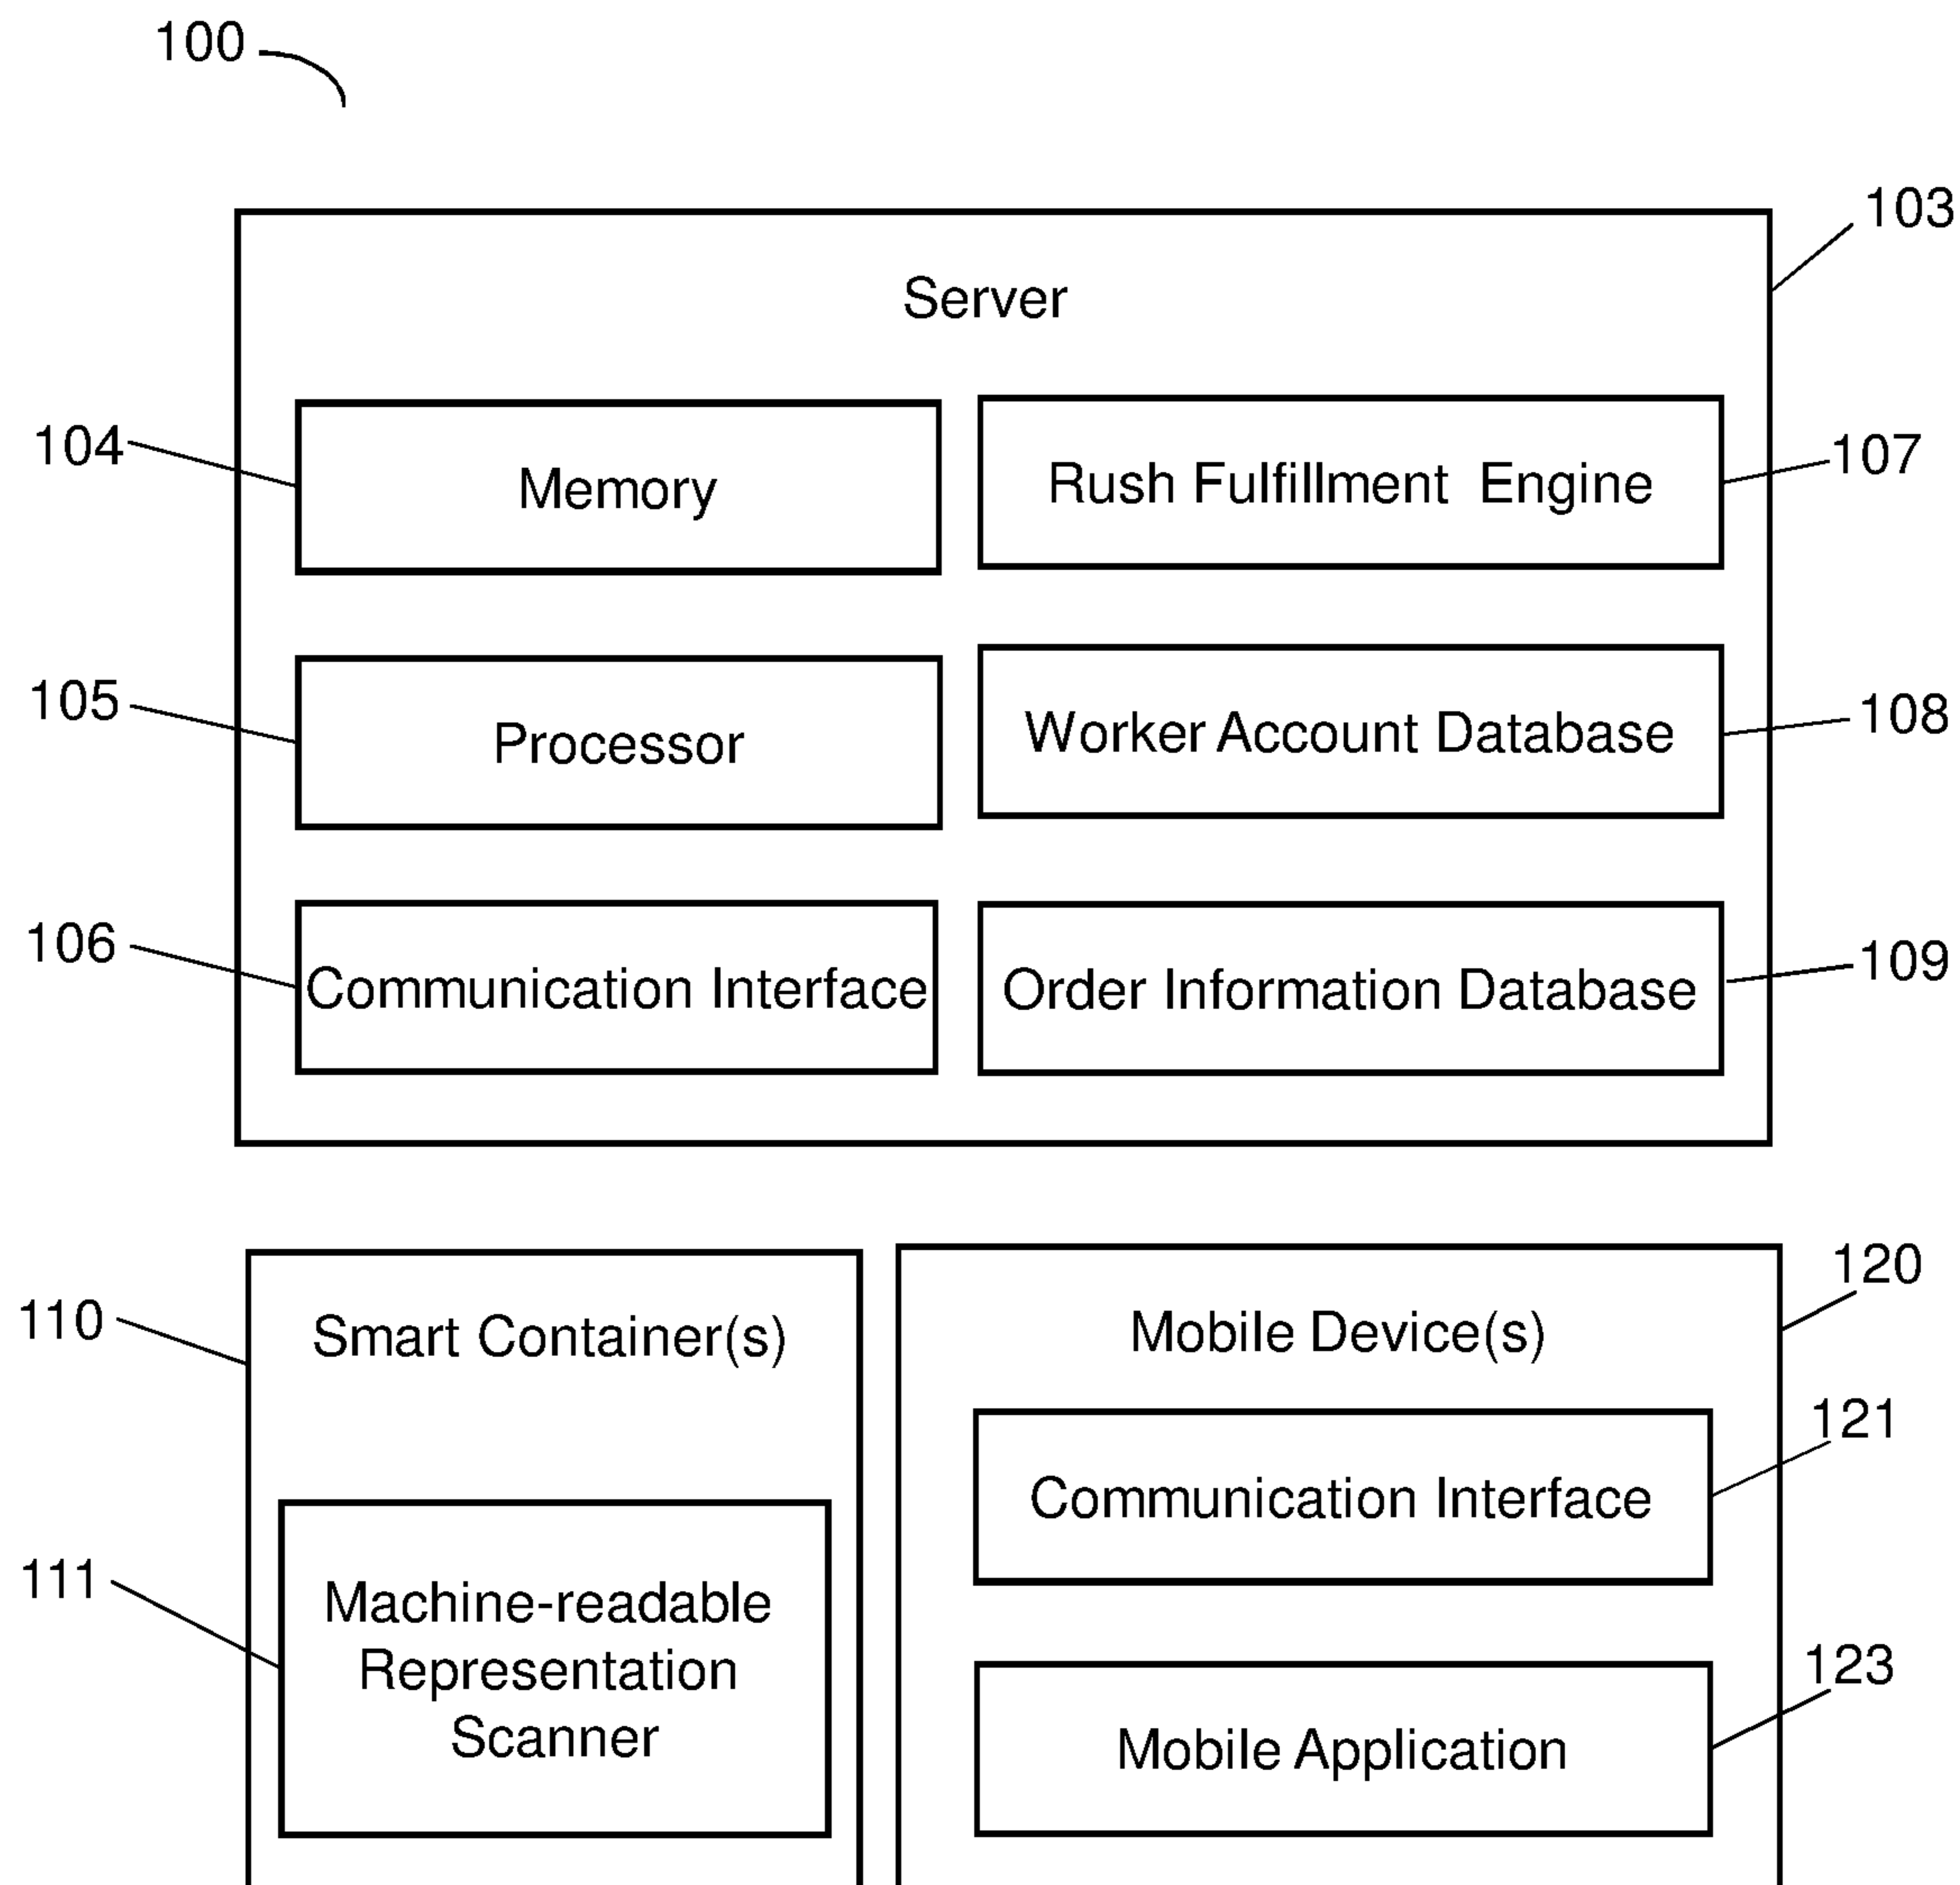 100
103
Server
104
Memory
Rush Fulfillment Engine
107
105
Processor
Worker Account Database
108
106
Communication Interface
Order Information Database
109
110
Smart Container(s)
Mobile Device(s)
120
121
Communication Interface
111
Machine-readable
Representation
Scanner
123
Mobile Application